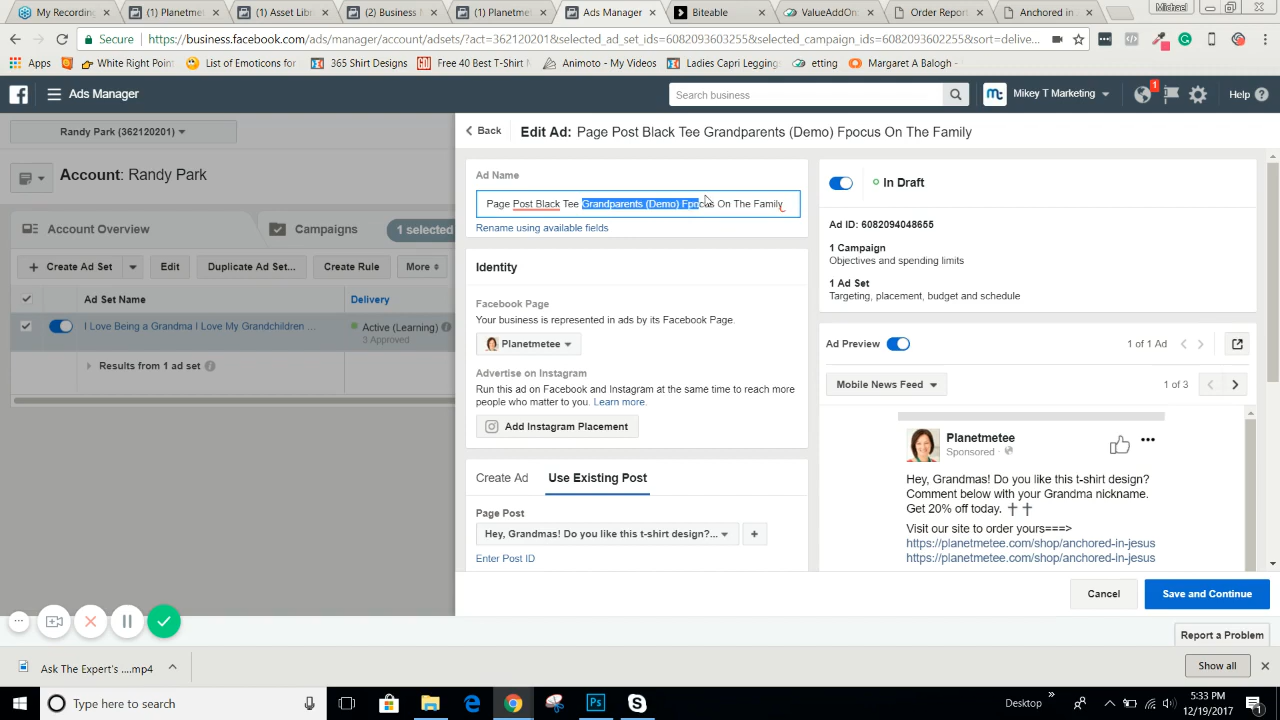 My Recording
(1) Planetme
(1) Asset Lib
(2) Business
(1) Planetme
Ads Manager
Biteable
ValueAddOn
Order Report
Anchored in
Michael
Secure
https://business.facebook.com/ads/manager/account/adsets/?act=362120201&selected_ad_set_ids=6082093603255&selected_campaign_ids=6082093602255&sort=delive...
Apps
White Right Point
List of Emoticons for
365 Shirt Designs
Free 40 Best T-Shirt
Animoto - My Videos
Ladies Capri Legging
etting
Margaret A Balogh -
Ads Manager
Search business
Mikey T Marketing
1
Help
Randy Park (362120201)
Account: Randy Park
Account Overview
Campaigns
1 selected
Create Ad Set
Edit
Duplicate Ad Set...
Create Rule
More
Ad Set Name
Delivery
I Love Being a Grandma I Love My Grandchildren ...
Active (Learning)
3 Approved
Results from 1 ad set
Back
Edit Ad: Page Post Black Tee Grandparents (Demo) Fpocus On The Family
Ad Name
Page Post Black Tee Grandparents (Demo) Fpocus On The Family
Rename using available fields
Identity
Facebook Page
Your business is represented in ads by its Facebook Page.
Planetmetee
Advertise on Instagram
Run this ad on Facebook and Instagram at the same time to reach more
people who matter to you. Learn more.
Add Instagram Placement
Create Ad
Use Existing Post
Page Post
Hey, Grandmas! Do you like this t-shirt design?...
Enter Post ID
In Draft
Ad ID: 6082094048655
1 Campaign
Objectives and spending limits
1 Ad Set
Targeting, placement, budget and schedule
Ad Preview
1 of 1 Ad
Mobile News Feed
1 of 3
Planetmetee
Sponsored ·
Hey, Grandmas! Do you like this t-shirt design?
Comment below with your Grandma nickname.
Get 20% off today. ✝✝
Visit our site to order yours===>
https://planetmetee.com/shop/anchored-in-jesus
https://planetmetee.com/shop/anchored-in-jesus
Cancel
Save and Continue
Report a Problem
Ask The Expert's ....mp4
Show all
Type here to search
Ps
Desktop
5:33 PM
12/19/2017
1